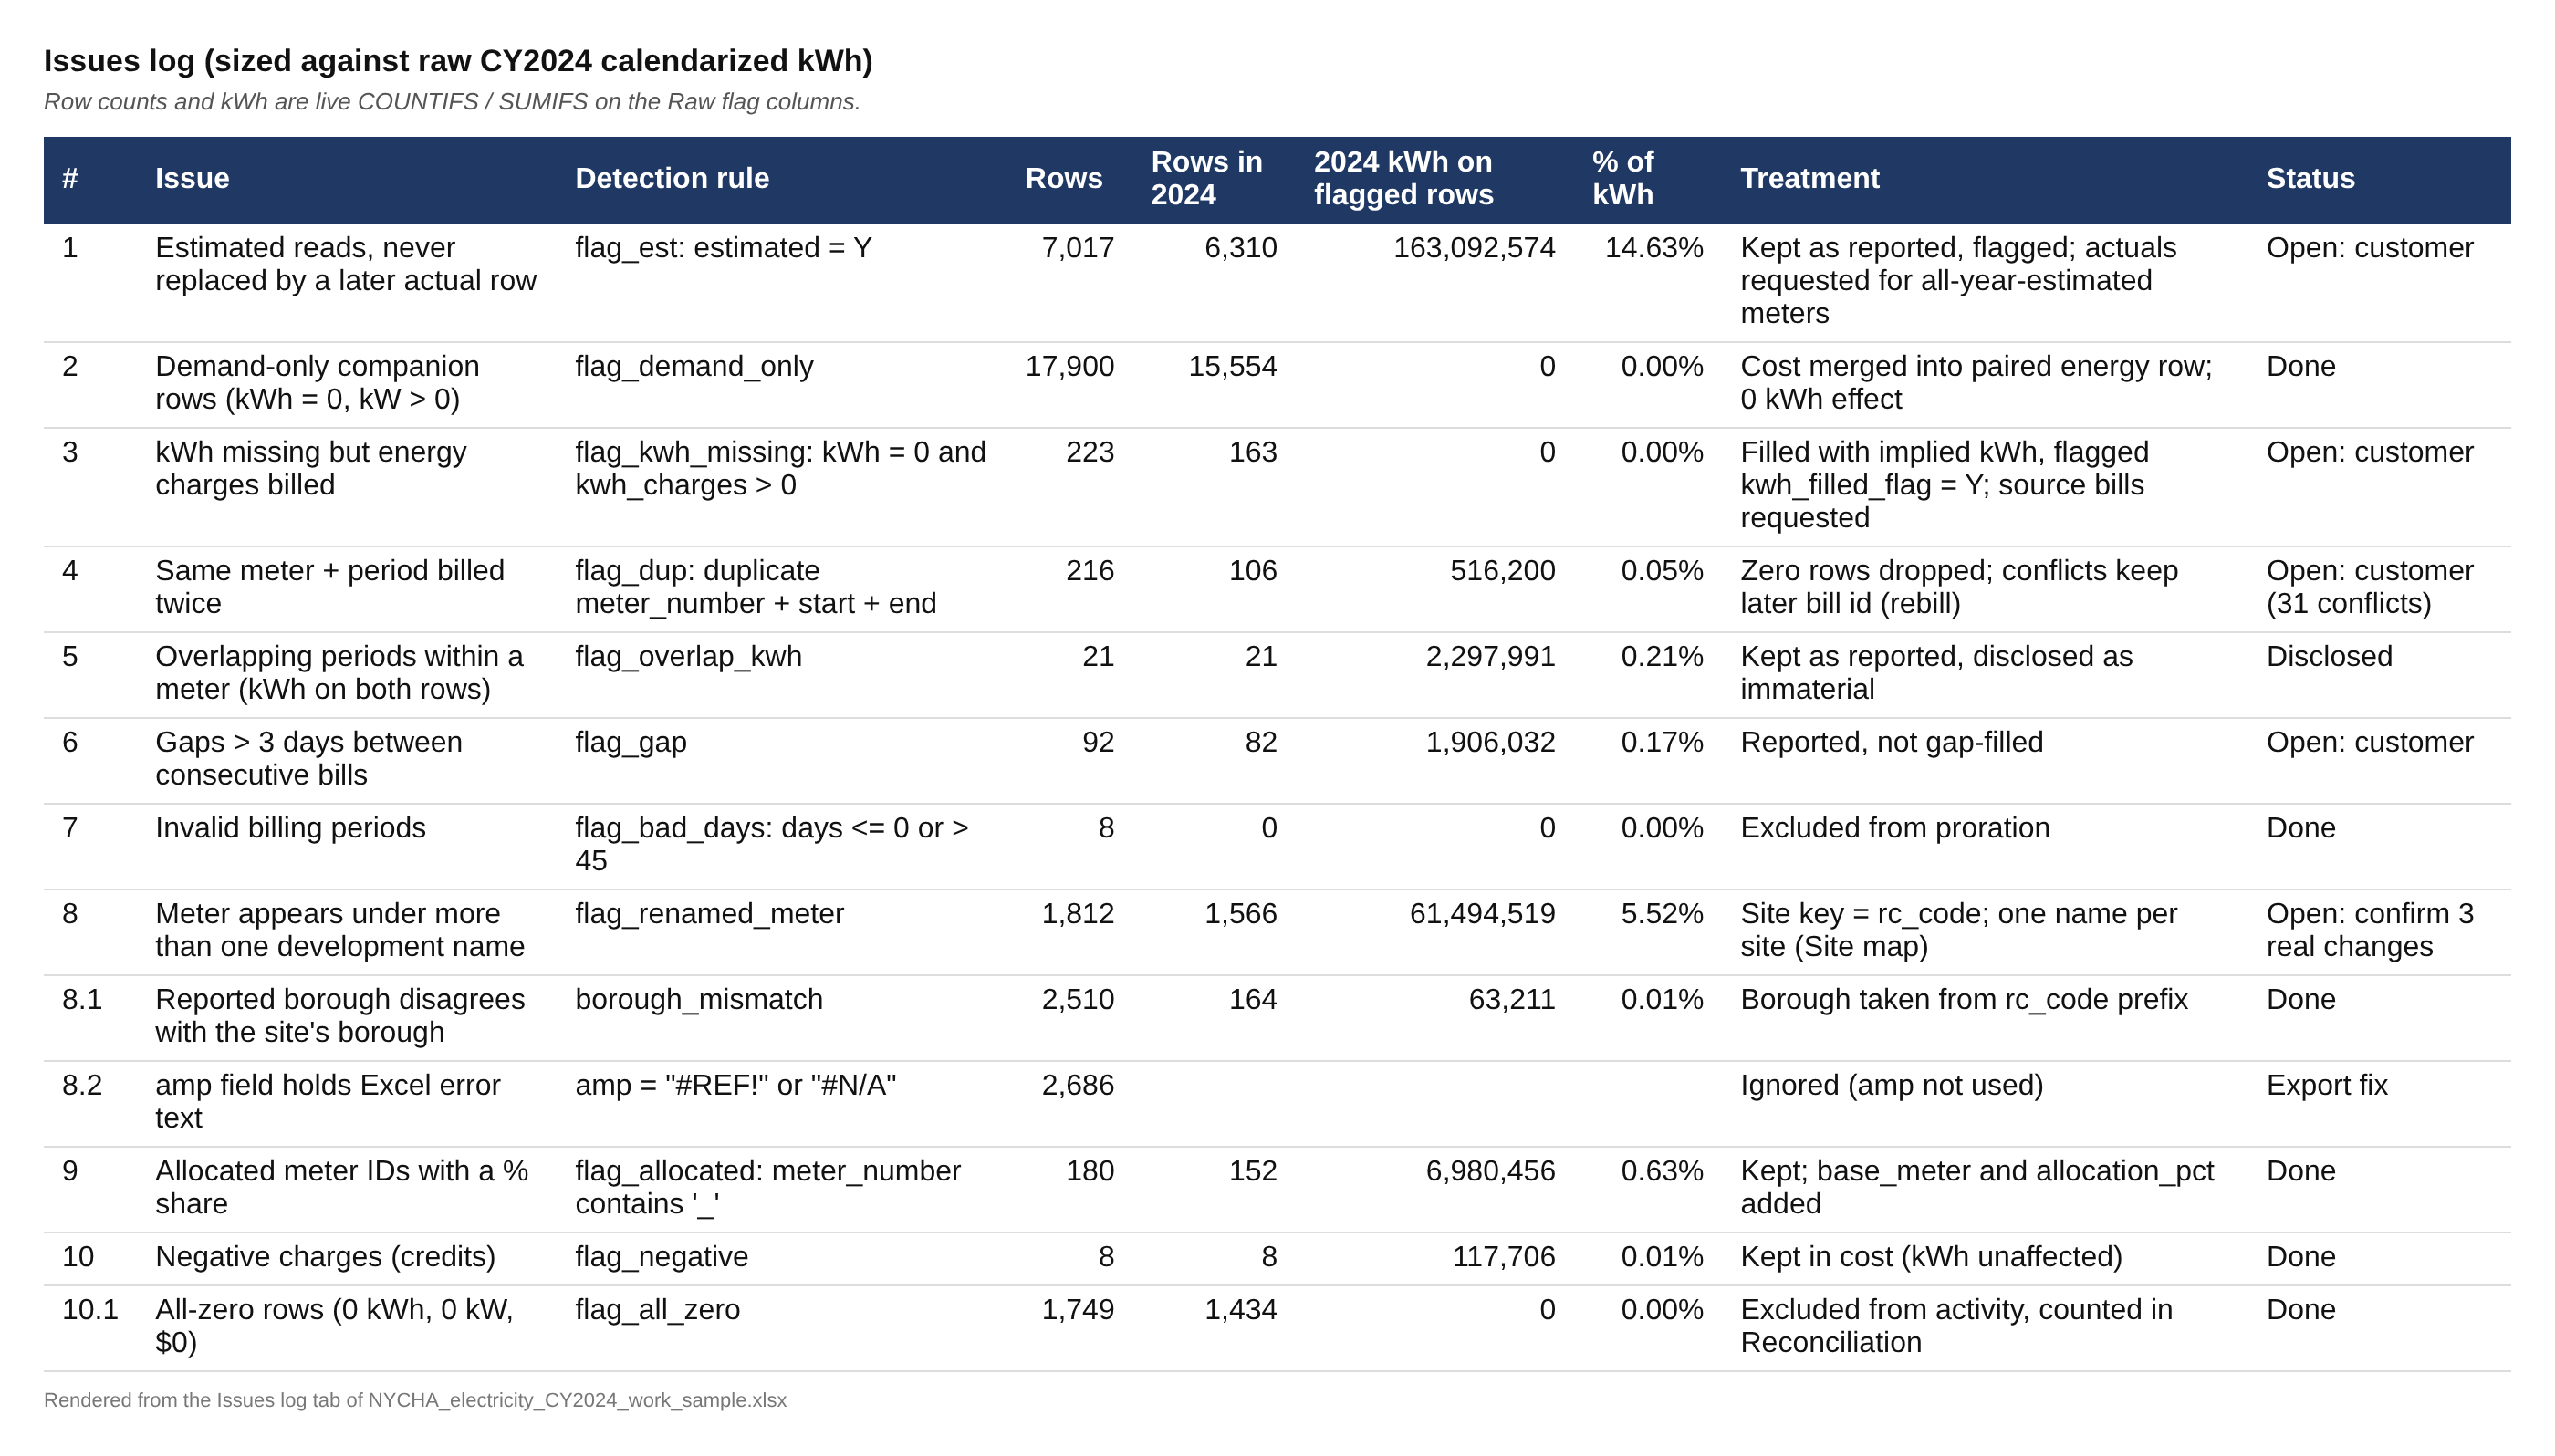 Issues log (sized against raw CY2024 calendarized kWh)
Row counts and kWh are live COUNTIFS / SUMIFS on the Raw flag columns.
# Issue Detection rule Rows Rows in 2024 2024 kWh on flagged rows % of kWh Treatment Status
1 Estimated reads, never replaced by a later actual row flag_est: estimated = Y 7,017 6,310 163,092,574 14.63% Kept as reported, flagged; actuals requested for all-year-estimated meters Open: customer
2 Demand-only companion rows (kWh = 0, kW > 0) flag_demand_only 17,900 15,554 0 0.00% Cost merged into paired energy row; 0 kWh effect Done
3 kWh missing but energy charges billed flag_kwh_missing: kWh = 0 and kwh_charges > 0 223 163 0 0.00% Filled with implied kWh, flagged kwh_filled_flag = Y; source bills requested Open: customer
4 Same meter + period billed twice flag_dup: duplicate meter_number + start + end 216 106 516,200 0.05% Zero rows dropped; conflicts keep later bill id (rebill) Open: customer (31 conflicts)
5 Overlapping periods within a meter (kWh on both rows) flag_overlap_kwh 21 21 2,297,991 0.21% Kept as reported, disclosed as immaterial Disclosed
6 Gaps > 3 days between consecutive bills flag_gap 92 82 1,906,032 0.17% Reported, not gap-filled Open: customer
7 Invalid billing periods flag_bad_days: days <= 0 or > 45 8 0 0 0.00% Excluded from proration Done
8 Meter appears under more than one development name flag_renamed_meter 1,812 1,566 61,494,519 5.52% Site key = rc_code; one name per site (Site map) Open: confirm 3 real changes
8.1 Reported borough disagrees with the site's borough borough_mismatch 2,510 164 63,211 0.01% Borough taken from rc_code prefix Done
8.2 amp field holds Excel error text amp = "#REF!" or "#N/A" 2,686 Ignored (amp not used) Export fix
9 Allocated meter IDs with a % share flag_allocated: meter_number contains '_' 180 152 6,980,456 0.63% Kept; base_meter and allocation_pct added Done
10 Negative charges (credits) flag_negative 8 8 117,706 0.01% Kept in cost (kWh unaffected) Done
10.1 All-zero rows (0 kWh, 0 kW, $0) flag_all_zero 1,749 1,434 0 0.00% Excluded from activity, counted in Reconciliation Done
Rendered from the Issues log tab of NYCHA_electricity_CY2024_work_sample.xlsx